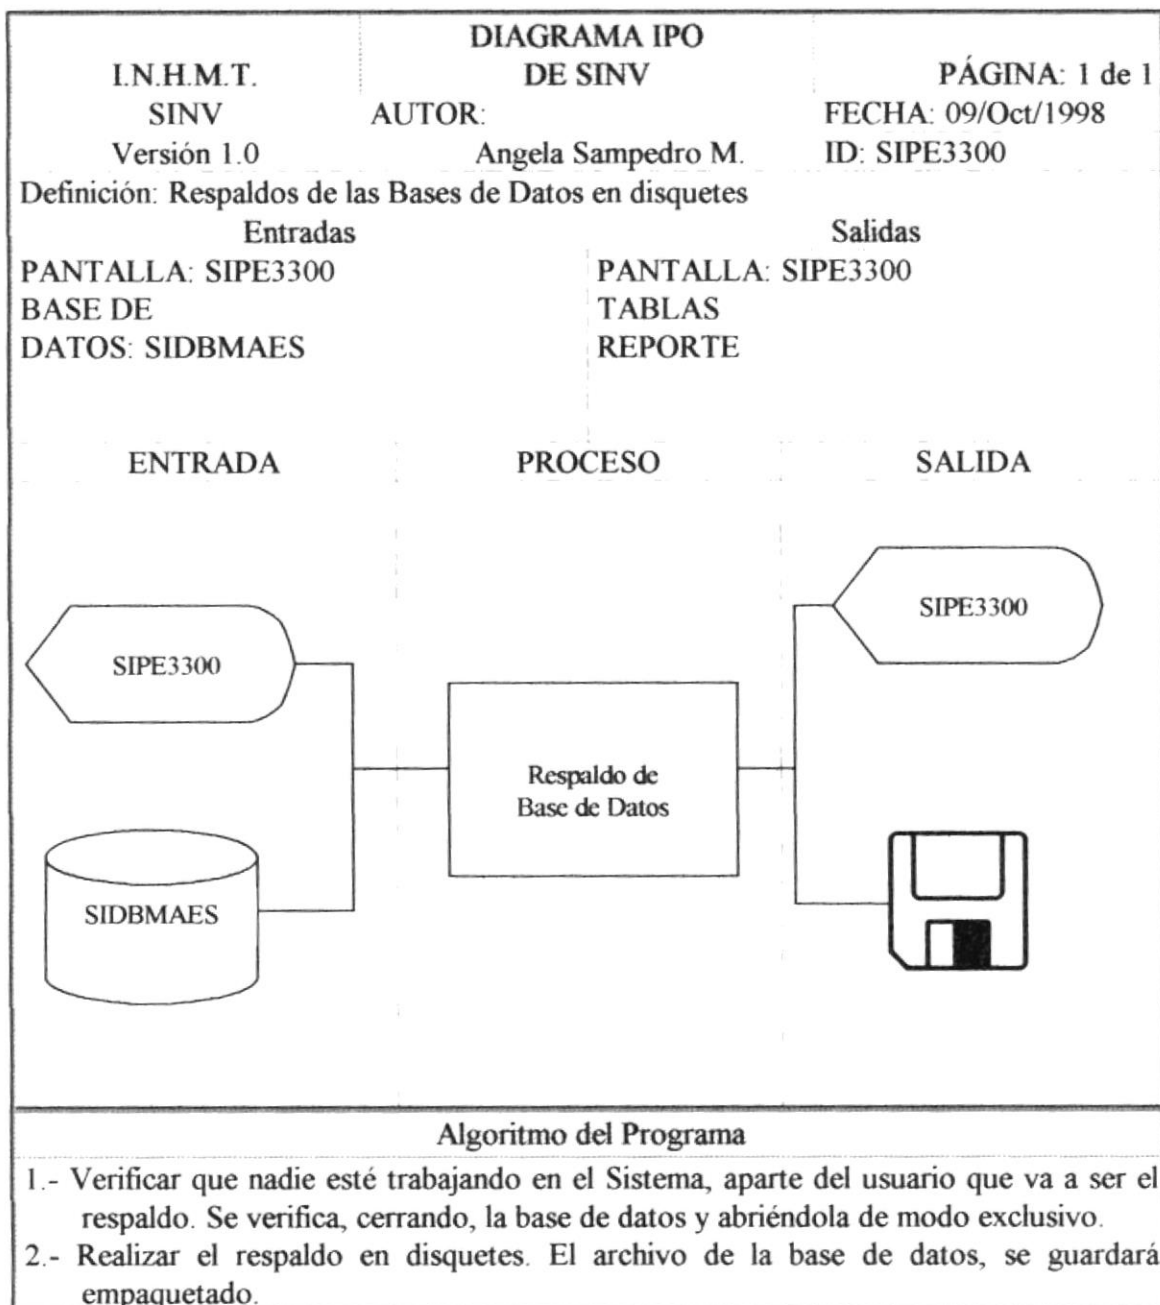 DIAGRAMA IPO
I.N.H.M.T. DE SINV PÁGINA: 1 de 1
SINV AUTOR: FECHA: 09/Oct/1998
Versión 1.0 Angela Sampedro M. ID: SIPE3300
Definición: Respaldos de las Bases de Datos en disquetes
Entradas Salidas
PANTALLA: SIPE3300 PANTALLA: SIPE3300
BASE DE TABLAS
DATOS: SIDBMAES REPORTE
ENTRADA PROCESO SALIDA
SIPE3300
SIPE3300
Respaldo de
Base de Datos
SIDBMAES
Algoritmo del Programa
1.- Verificar que nadie esté trabajando en el Sistema, aparte del usuario que va a ser el
respaldo. Se verifica, cerrando, la base de datos y abriéndola de modo exclusivo.
2.- Realizar el respaldo en disquetes. El archivo de la base de datos, se guardará
empaquetado.